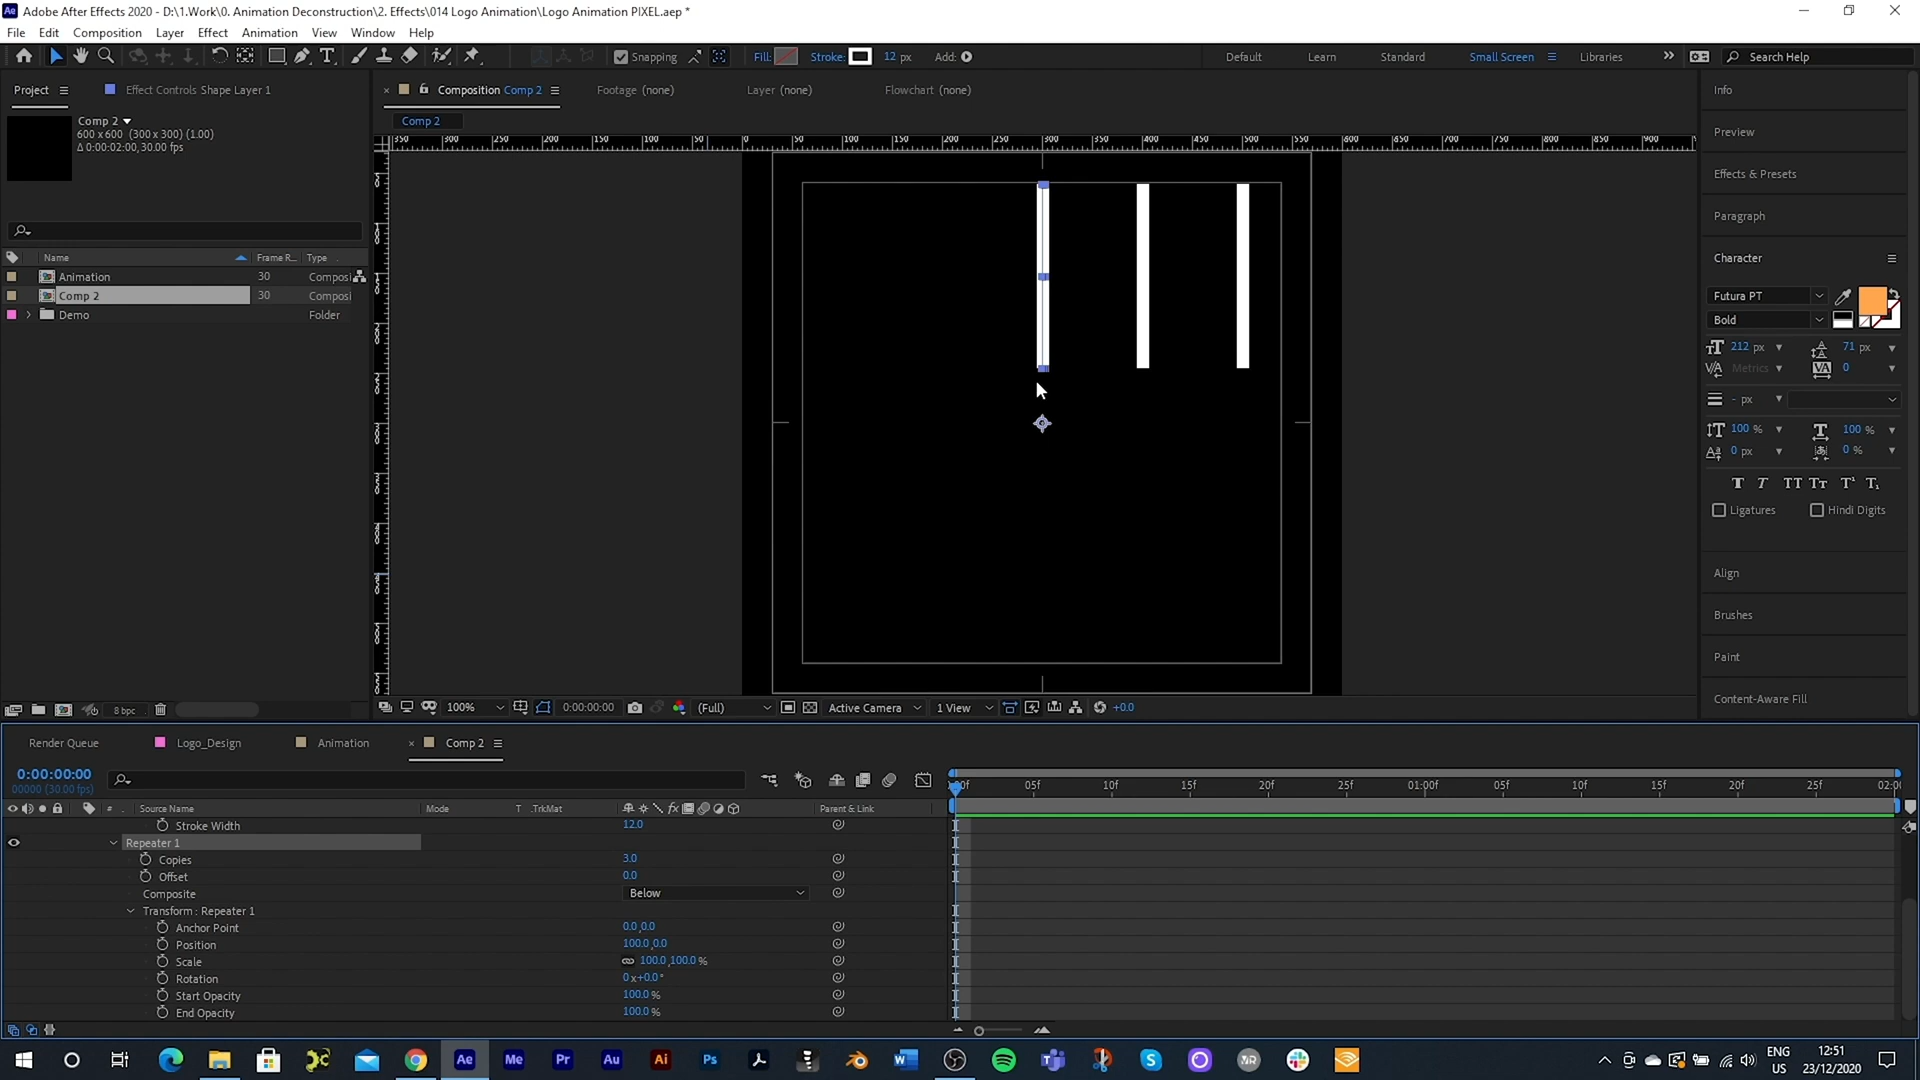 Adobe After Effects 2020 - D:\1.Work\0. Animation Deconstruction\2. Effects\014 Logo Animation\Logo Animation PIXEL.aep *
File Edit Composition Layer Effect Animation View Window Help
Snapping Fill: Stroke: 12 px Add: Default Learn Standard Small Screen Libraries Search Help
Project Effect Controls Shape Layer 1 Composition Comp 2 Footage (none) Layer (none) Flowchart (none) Info
Comp 2
600 x 600 (300 x 300) (1.00)
Δ 0:00:02:00, 30.00 fps
Comp 2
Preview
Effects & Presets
Paragraph
Character
Name Frame R... Type
Animation 30 Composi
Comp 2 30 Composi
Demo Folder
Futura PT
Bold
212 px 71 px
Metrics 0
- px
100 % 100 %
0 px 0 %
Ligatures Hindi Digits
Align
Brushes
Paint
Content-Aware Fill
8 bpc 100% 0:00:00:00 (Full) Active Camera 1 View +0.0
Render Queue Logo_Design Animation Comp 2
0:00:00:00
00000 (30.00 fps)
05f 10f 15f 20f 25f 01:00f 05f 10f 15f 20f 25f
# Source Name Mode T .TrkMat Parent & Link
Stroke Width 12.0
Repeater 1
Copies 3.0
Offset 0.0
Composite Below
Transform : Repeater 1
Anchor Point 0.0,0.0
Position 100.0,0.0
Scale 100.0,100.0 %
Rotation 0x+0.0°
Start Opacity 100.0 %
End Opacity 100.0 %
ENG
US
12:51
23/12/2020